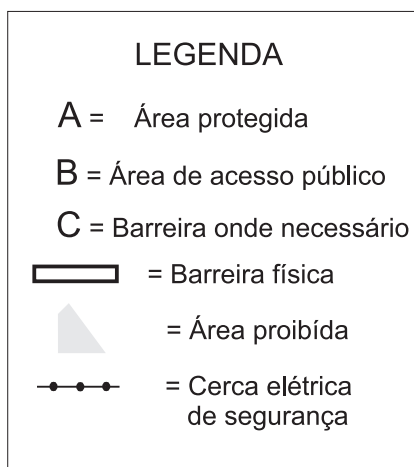 LEGENDA
A = Área protegida
B = Área de acesso público
C = Barreira onde necessário
= Barreira física
= Área proibída
= Cerca elétrica
de segurança